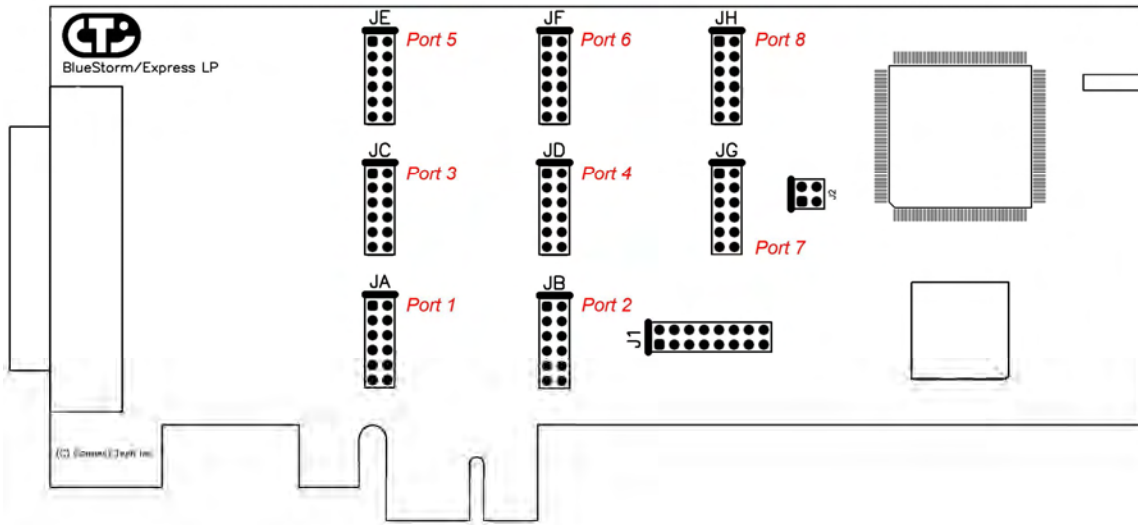 CTI
BlueStorm/Express LP
JE
Port 5
JF
Port 6
JH
Port 8
JC
Port 3
JD
Port 4
JG
Port 7
J2
JA
Port 1
JB
Port 2
J1
(C)
Inc.